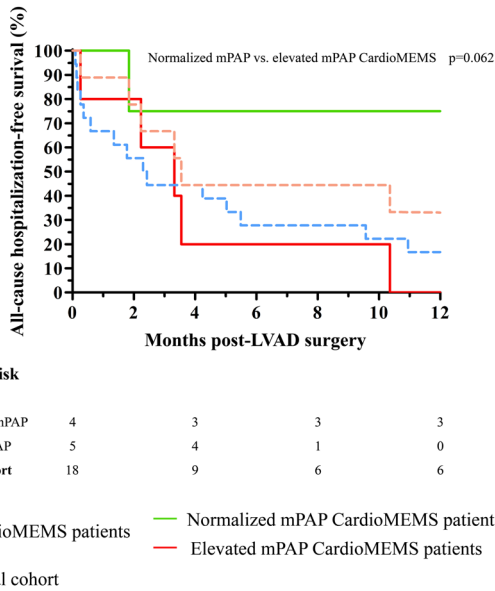 All-cause hospitalization-free surival (%)
Normalized mPAP vs. elevated mPAP CardioMEMS p=0.062
100
90
80
70
60
50
40
30
20
10
0
0 2 4 6 8 10 12
Months post-LVAD surgery
isk
mPAP 4 3 3 3
AP 5 4 1 0
ort 18 9 6 6
Normalized mPAP CardioMEMS patient
ioMEMS patients
Elevated mPAP CardioMEMS patients
l cohort